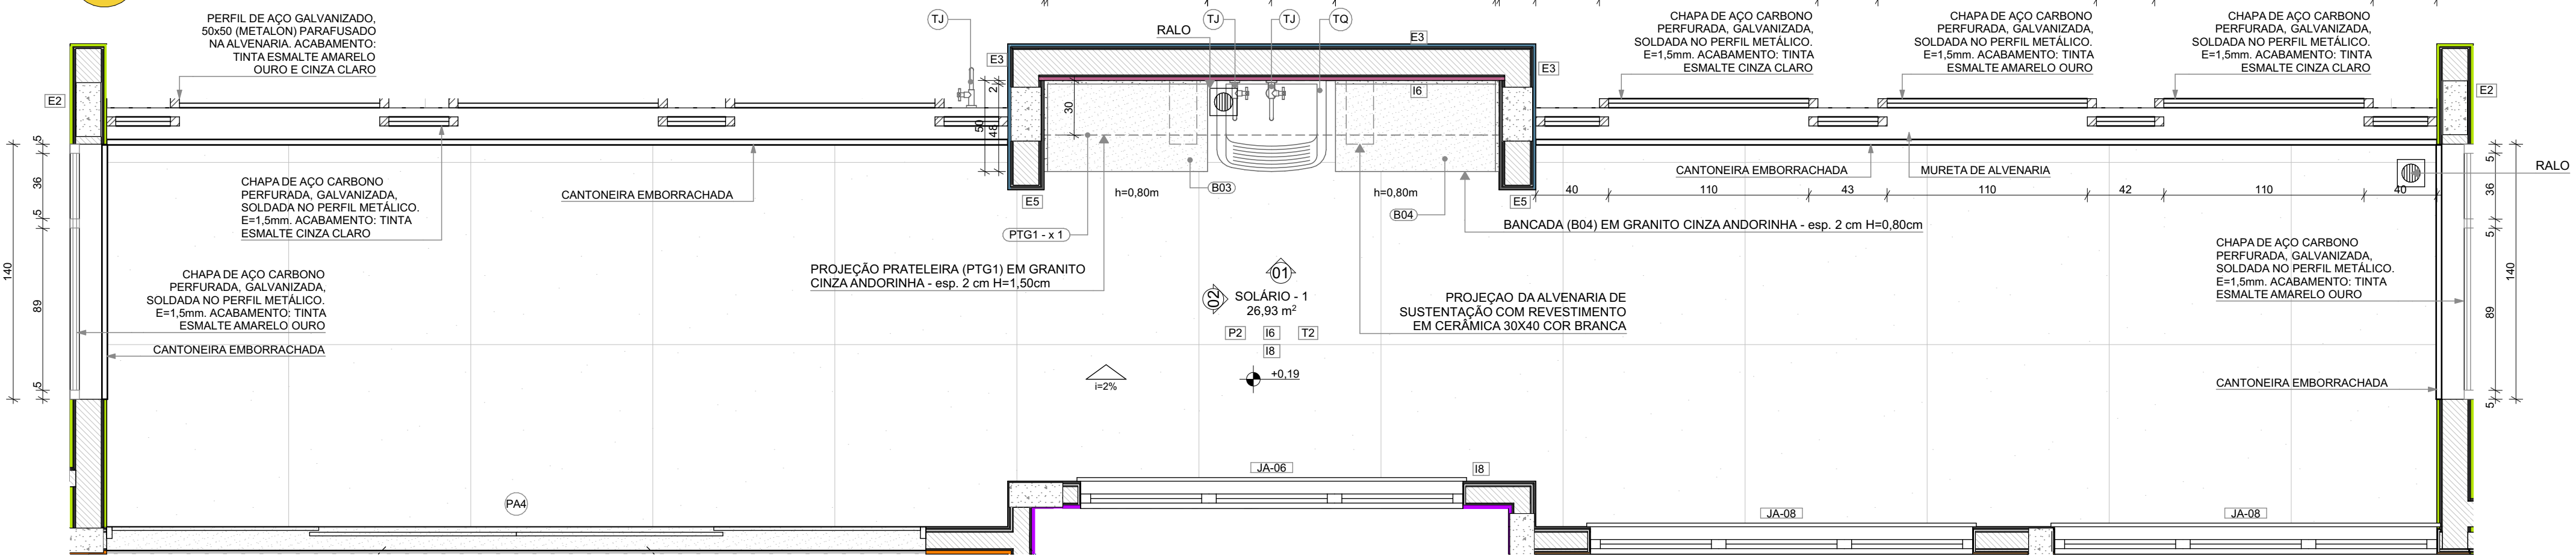 PERFIL DE AÇO GALVANIZADO,
50x50 (METALON) PARAFUSADO
NA ALVENARIA. ACABAMENTO:
TINTA ESMALTE AMARELO
OURO E CINZA CLARO
TJ
RALO
TJ
TJ
TQ
E3
E3
E3
CHAPA DE AÇO CARBONO
PERFURADA, GALVANIZADA,
SOLDADA NO PERFIL METÁLICO.
E=1,5mm. ACABAMENTO: TINTA
ESMALTE CINZA CLARO
CHAPA DE AÇO CARBONO
PERFURADA, GALVANIZADA,
SOLDADA NO PERFIL METÁLICO.
E=1,5mm. ACABAMENTO: TINTA
ESMALTE AMARELO OURO
CHAPA DE AÇO CARBONO
PERFURADA, GALVANIZADA,
SOLDADA NO PERFIL METÁLICO.
E=1,5mm. ACABAMENTO: TINTA
ESMALTE CINZA CLARO
E2
E2
2
30
50
48
I6
5
36
5
140
89
5
CHAPA DE AÇO CARBONO
PERFURADA, GALVANIZADA,
SOLDADA NO PERFIL METÁLICO.
E=1,5mm. ACABAMENTO: TINTA
ESMALTE CINZA CLARO
CANTONEIRA EMBORRACHADA
E5
h=0,80m
B03
h=0,80m
B04
E5
PTG1 - x 1
CANTONEIRA EMBORRACHADA
MURETA DE ALVENARIA
40
110
43
110
42
110
40
RALO
BANCADA (B04) EM GRANITO CINZA ANDORINHA - esp. 2 cm H=0,80cm
5
36
5
140
89
5
CHAPA DE AÇO CARBONO
PERFURADA, GALVANIZADA,
SOLDADA NO PERFIL METÁLICO.
E=1,5mm. ACABAMENTO: TINTA
ESMALTE AMARELO OURO
CANTONEIRA EMBORRACHADA
PROJEÇÃO PRATELEIRA (PTG1) EM GRANITO
CINZA ANDORINHA - esp. 2 cm H=1,50cm
01
02
SOLÁRIO - 1
26,93 m²
P2
I6
T2
I8
+0,19
i=2%
PROJEÇAO DA ALVENARIA DE
SUSTENTAÇÃO COM REVESTIMENTO
EM CERÂMICA 30X40 COR BRANCA
CHAPA DE AÇO CARBONO
PERFURADA, GALVANIZADA,
SOLDADA NO PERFIL METÁLICO.
E=1,5mm. ACABAMENTO: TINTA
ESMALTE AMARELO OURO
CANTONEIRA EMBORRACHADA
PA4
JA-06
I8
JA-08
JA-08